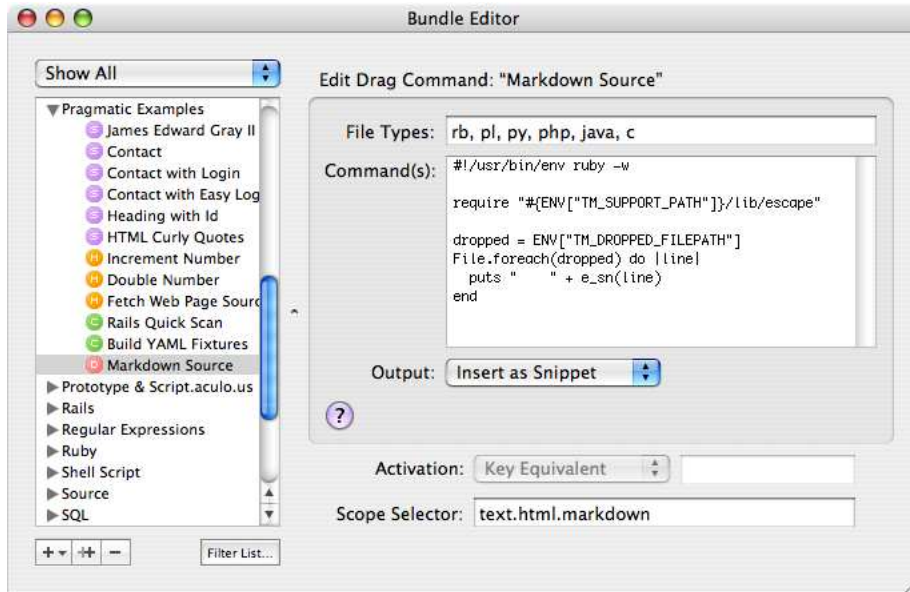 Bundle Editor
Show All
Pragmatic Examples
James Edward Gray II
Contact
Contact with Login
Contact with Easy Log
Heading with Id
HTML Curly Quotes
Increment Number
Double Number
Fetch Web Page Sourc
Rails Quick Scan
Build YAML Fixtures
Markdown Source
Prototype & Script.aculo.us
Rails
Regular Expressions
Ruby
Shell Script
Source
SQL
Filter List...
Edit Drag Command: “Markdown Source”
File Types: rb, pl, py, php, java, c
Command(s):
#!/usr/bin/env ruby -w
require "#{ENV["TM_SUPPORT_PATH"]}/lib/escape"
dropped = ENV["TM_DROPPED_FILEPATH"]
File.foreach(dropped) do |line|
  puts "    " + e_sn(line)
end
Output: Insert as Snippet
?
Activation: Key Equivalent
Scope Selector: text.html.markdown